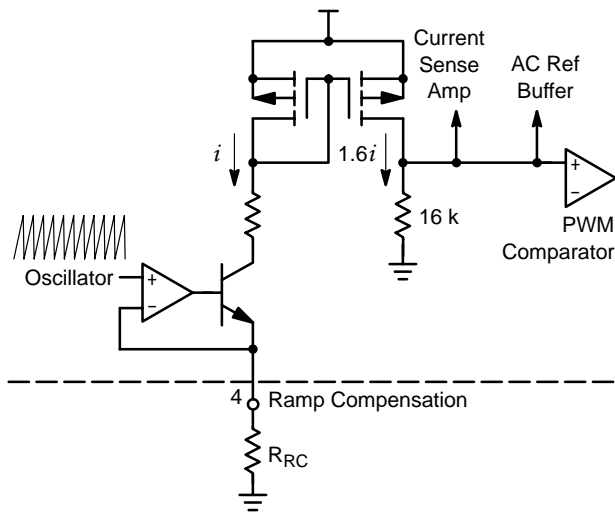 Current
Sense
Amp
AC Ref
Buffer
i
1.6i
+
−
16 k
PWM
Comparator
Oscillator
+
−
4
Ramp Compensation
RRC